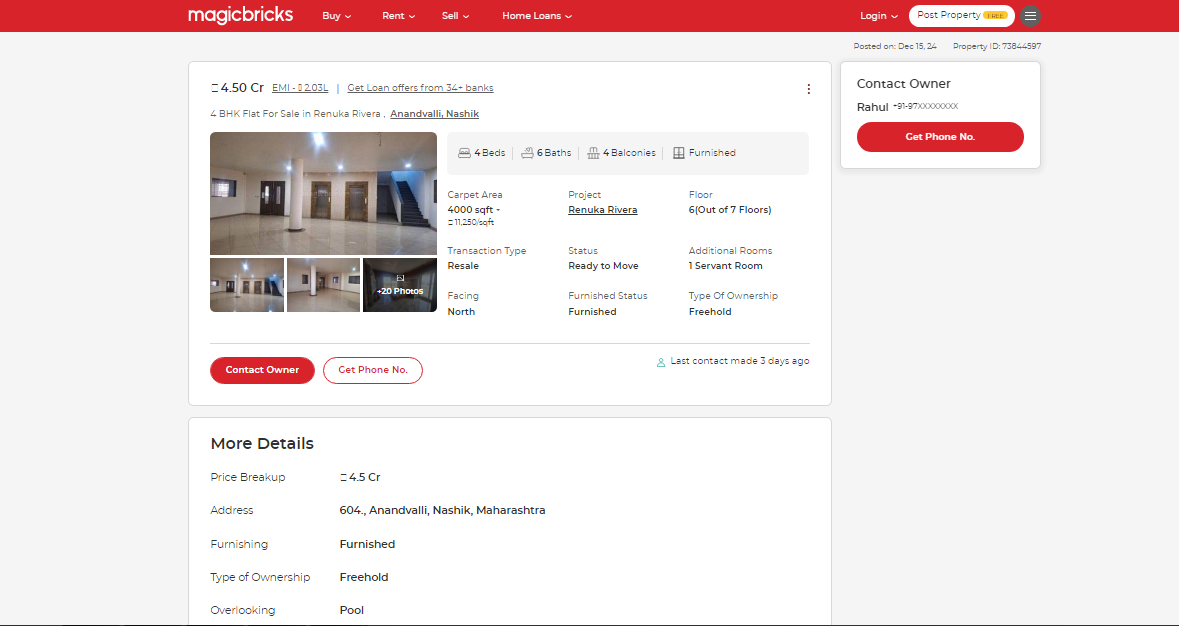 magicbricks Buy Rent Sell Home Loans Login Post Property FREE
Posted on: Dec 15, 24 Property ID: 73844597
4.50 Cr EMI - 2.03L | Get Loan offers from 34+ banks
4 BHK Flat For Sale in Renuka Rivera , Anandvalli, Nashik
4 Beds 6 Baths 4 Balconies Furnished
Carpet Area Project Floor
4000 sqft Renuka Rivera 6(Out of 7 Floors)
11,250/sqft
Transaction Type Status Additional Rooms
Resale Ready to Move 1 Servant Room
+20 Photos
Facing Furnished Status Type Of Ownership
North Furnished Freehold
Contact Owner Get Phone No. Last contact made 3 days ago
Contact Owner
Rahul +91-97XXXXXXXX
Get Phone No.
More Details
Price Breakup 4.5 Cr
Address 604., Anandvalli, Nashik, Maharashtra
Furnishing Furnished
Type of Ownership Freehold
Overlooking Pool